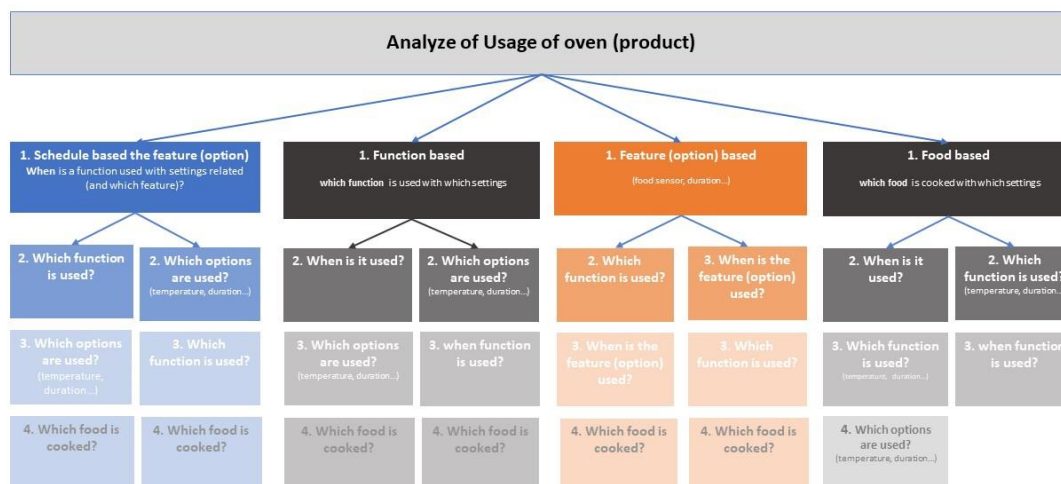 Analyze of Usage of oven (product)
1. Schedule based the feature (option)
When is a function used with settings related
(and which feature)?
1. Function based
which function is used with which settings
1. Feature (option) based
(food sensor, duration...)
1. Food based
which food is cooked with which settings
2. Which function
is used?
2. Which options
are used?
(temperature, duration...)
2. When is it used?
2. Which options
are used?
(temperature, duration...)
2. Which
function is used?
3. When is the
feature (option)
used?
2. When is it
used?
2. Which
function is used?
(temperature, duration...)
3. Which options
are used?
(temperature,
duration...)
3. Which
function is used?
3. Which options
are used?
(temperature, duration...)
3. when function
is used?
3. When is the
feature (option)
used?
3. Which
function is used?
3. Which function
is used?
(temperature, duration...)
3. when function
is used?
4. Which food is
cooked?
4. Which food is
cooked?
4. Which food is
cooked?
4. Which food is
cooked?
4. Which food is
cooked?
4. Which food is
cooked?
4. Which options
are used?
(temperature, duration...)